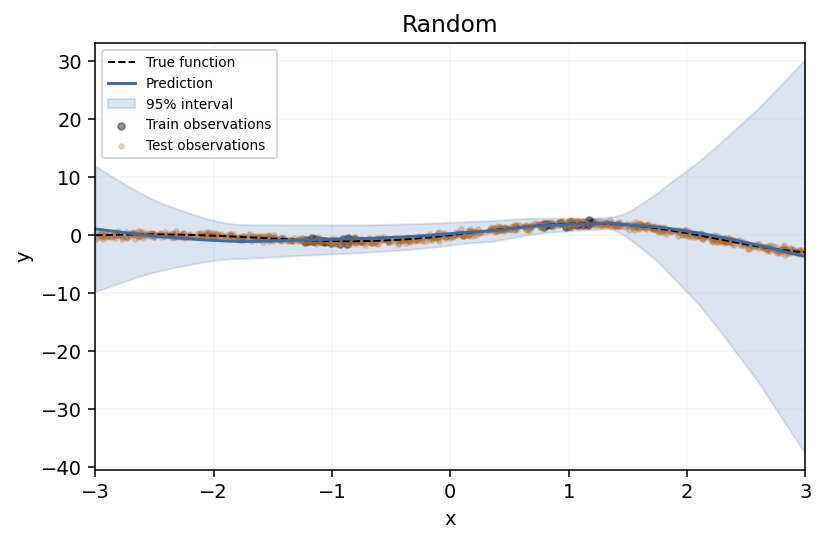 Random
True function
Prediction
95% interval
Train observations
Test observations
30
20
10
0
−10
−20
−30
−40
y
−3
−2
−1
0
1
2
3
x